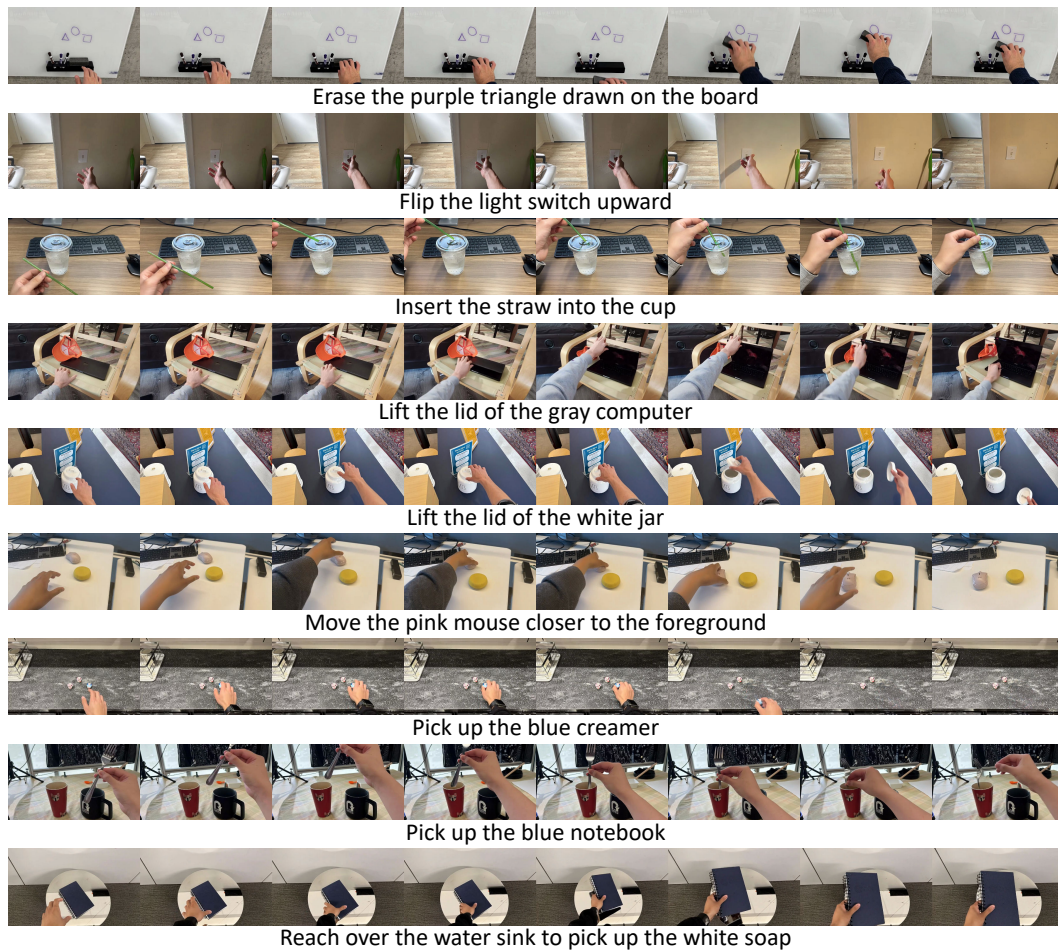 Erase the purple triangle drawn on the board
Flip the light switch upward
Insert the straw into the cup
Lift the lid of the gray computer
Lift the lid of the white jar
Move the pink mouse closer to the foreground
Pick up the blue creamer
Pick up the blue notebook
Reach over the water sink to pick up the white soap